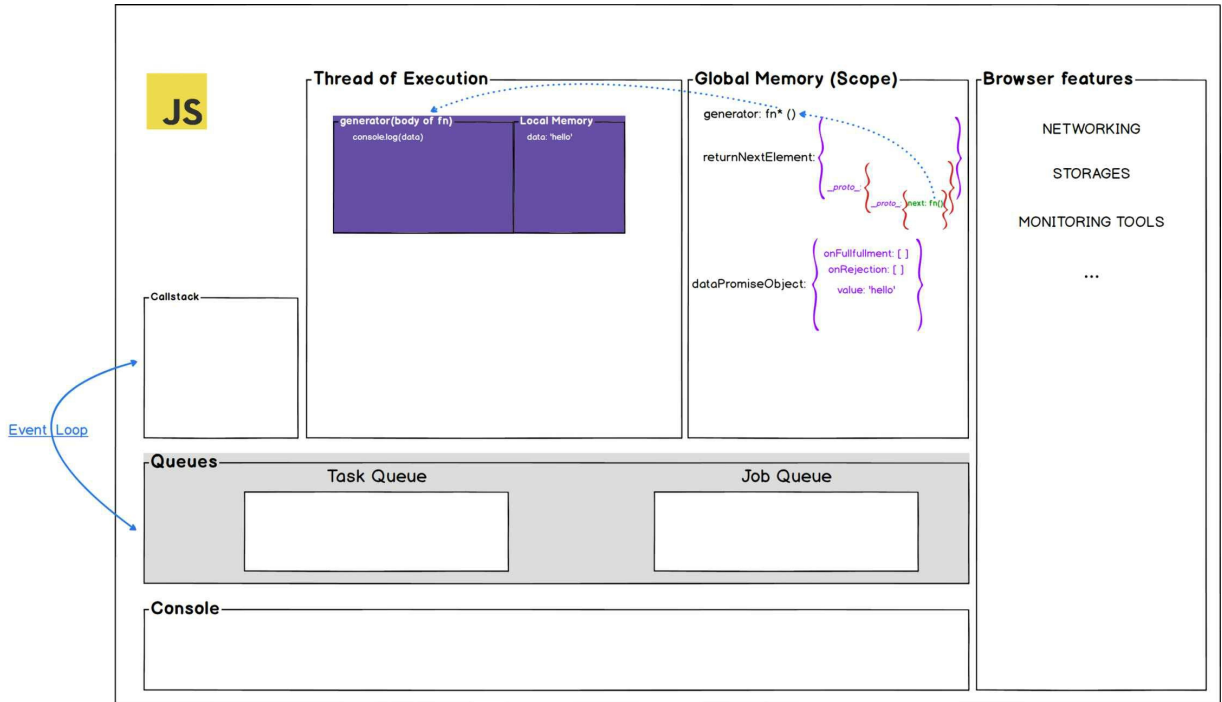 JS
Thread of Execution
generator(body of fn)
console.log(data)
Local Memory
data: 'hello'
Global Memory (Scope)
generator: fn* ()
returnNextElement:
{
}
_proto_:
{
}
_proto_:
{
next: fn()
}
dataPromiseObject:
{
onFullfullment: [ ]
onRejection: [ ]
value: 'hello'
}
Browser features
NETWORKING
STORAGES
MONITORING TOOLS
...
Callstack
Event Loop
Queues
Task Queue
Job Queue
Console